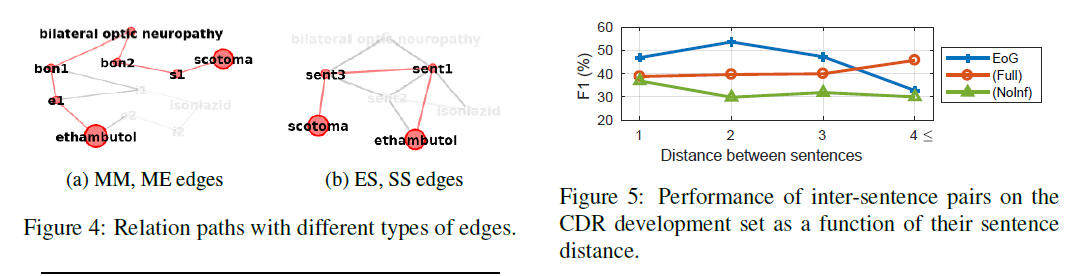 bilateral optic neuropathy
bon1
bon2
s1
scotoma
i1
e1
isoniazid
e2
i2
ethambutol
(a) MM, ME edges
bilateral optic neuropathy
sent3
sent1
sent2
isoniazid
scotoma
ethambutol
(b) ES, SS edges
Figure 4: Relation paths with different types of edges.
60
50
40
30
20
F1 (%)
1
2
3
4 ≤
Distance between sentences
EoG
(Full)
(NoInf)
Figure 5: Performance of inter-sentence pairs on the
CDR development set as a function of their sentence
distance.